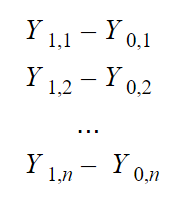 Y₁,₁ − Y₀,₁
Y₁,₂ − Y₀,₂
...
Y₁,ₙ − Y₀,ₙ